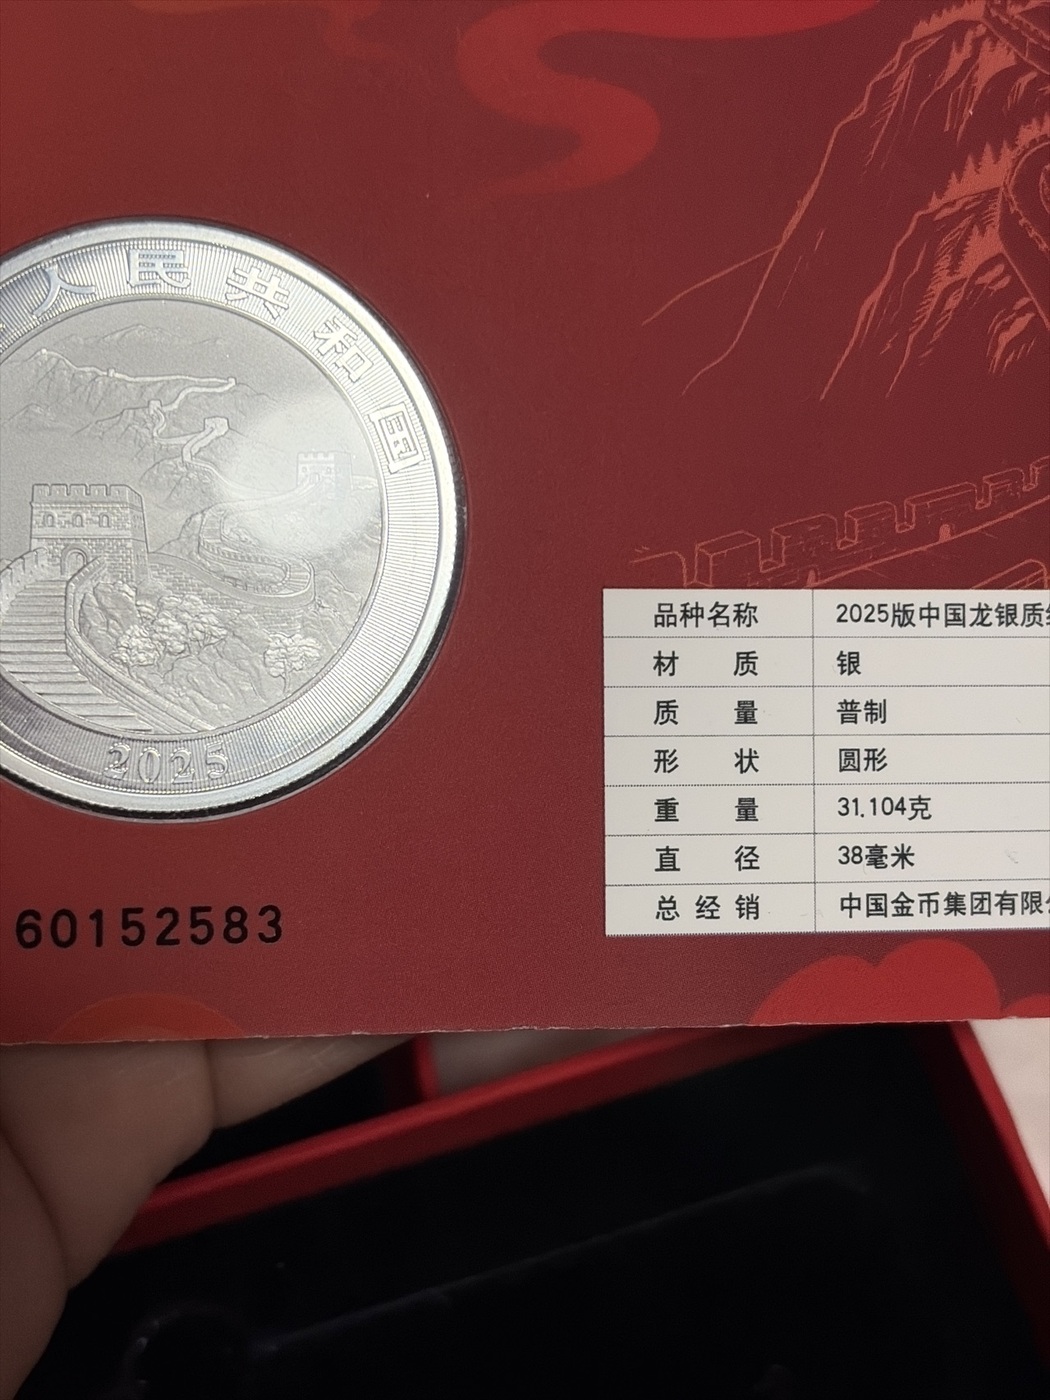 人民共和国
2025
60152583
品种名称 2025版中国龙银质
材 质 银
质 量 普制
形 状 圆形
重 量 31.104克
直 径 38毫米
总 经 销 中国金币集团有限